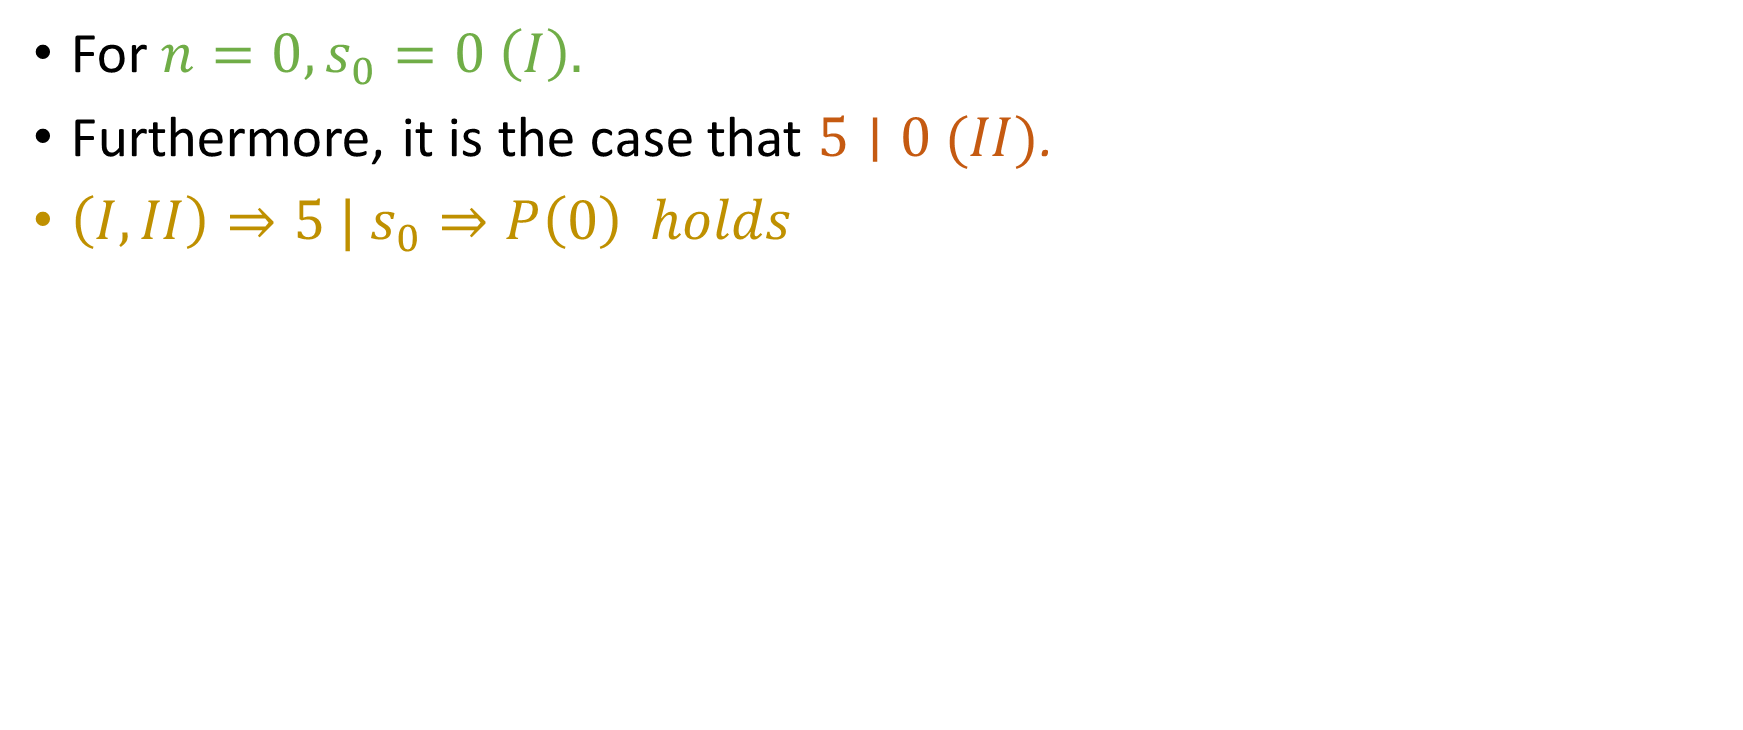 • For n = 0, s₀ = 0 (I).
• Furthermore, it is the case that 5 | 0 (II).
• (I, II) ⇒ 5 | s₀ ⇒ P(0) holds